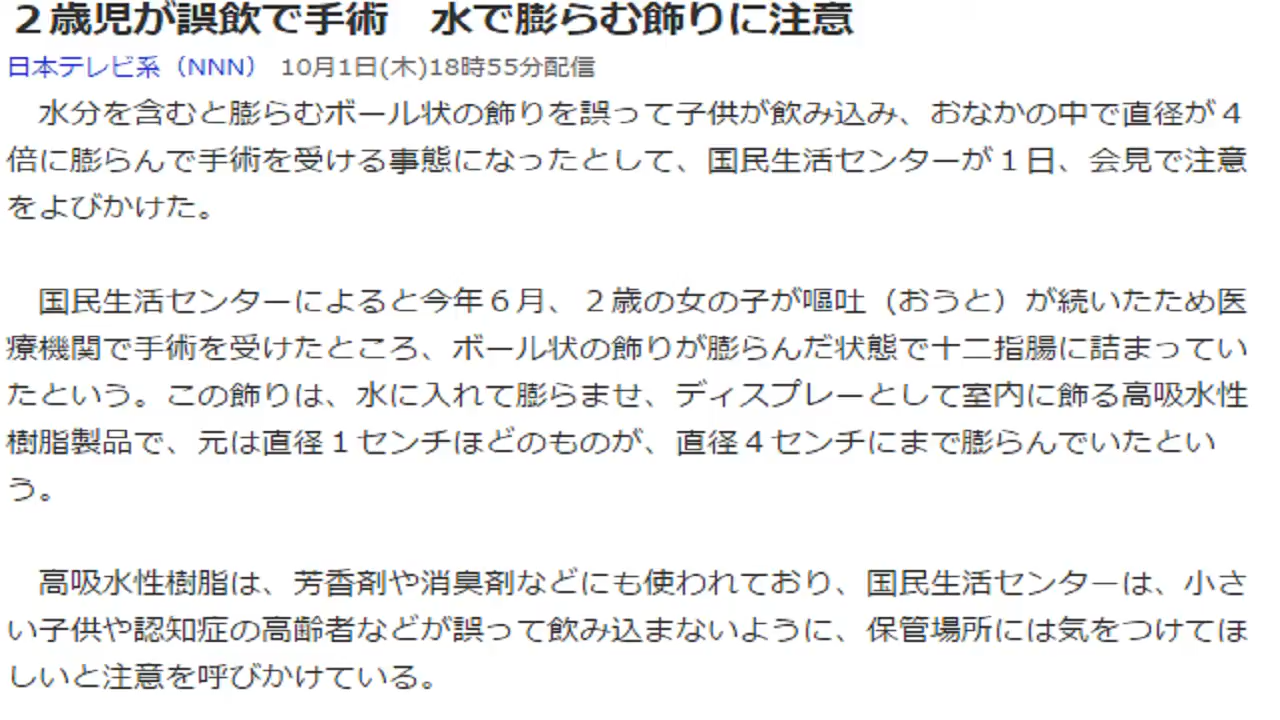 ２歳児が誤飲で手術　水で膨らむ飾りに注意
日本テレビ系（NNN） 10月1日(木)18時55分配信
　水分を含むと膨らむボール状の飾りを誤って子供が飲み込み、おなかの中で直径が４
倍に膨らんで手術を受ける事態になったとして、国民生活センターが１日、会見で注意
をよびかけた。
　国民生活センターによると今年６月、２歳の女の子が嘔吐（おうと）が続いたため医
療機関で手術を受けたところ、ボール状の飾りが膨らんだ状態で十二指腸に詰まってい
たという。この飾りは、水に入れて膨らませ、ディスプレーとして室内に飾る高吸水性
樹脂製品で、元は直径１センチほどのものが、直径４センチにまで膨らんでいたとい
う。
　高吸水性樹脂は、芳香剤や消臭剤などにも使われており、国民生活センターは、小さ
い子供や認知症の高齢者などが誤って飲み込まないように、保管場所には気をつけてほ
しいと注意を呼びかけている。